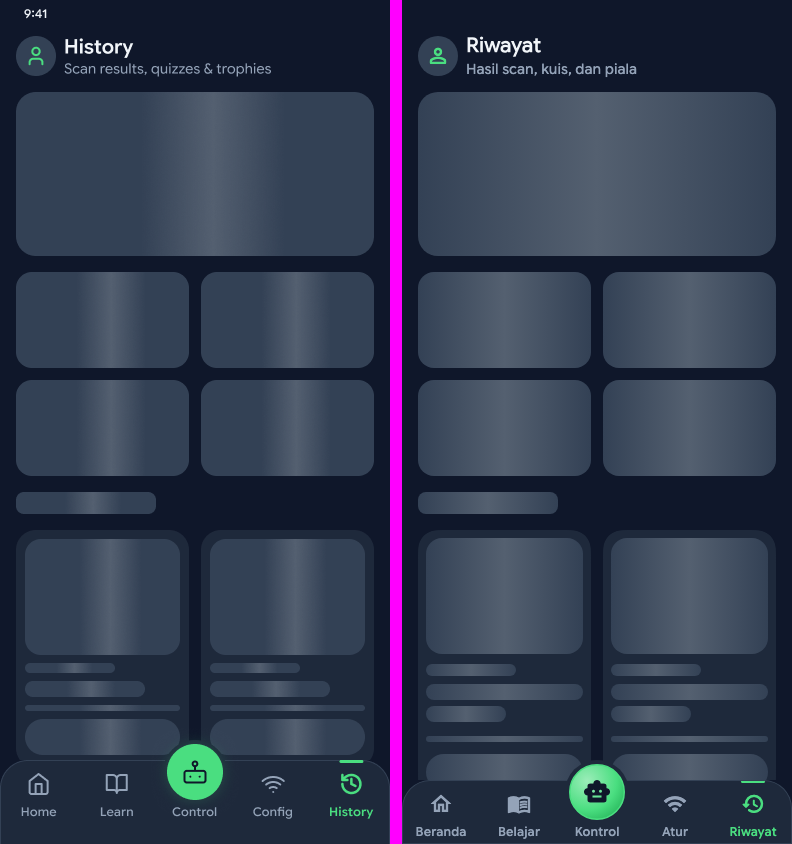 9:41
History
Scan results, quizzes & trophies
Home
Learn
Control
Config
History
Riwayat
Hasil scan, kuis, dan piala
Beranda
Belajar
Kontrol
Atur
Riwayat